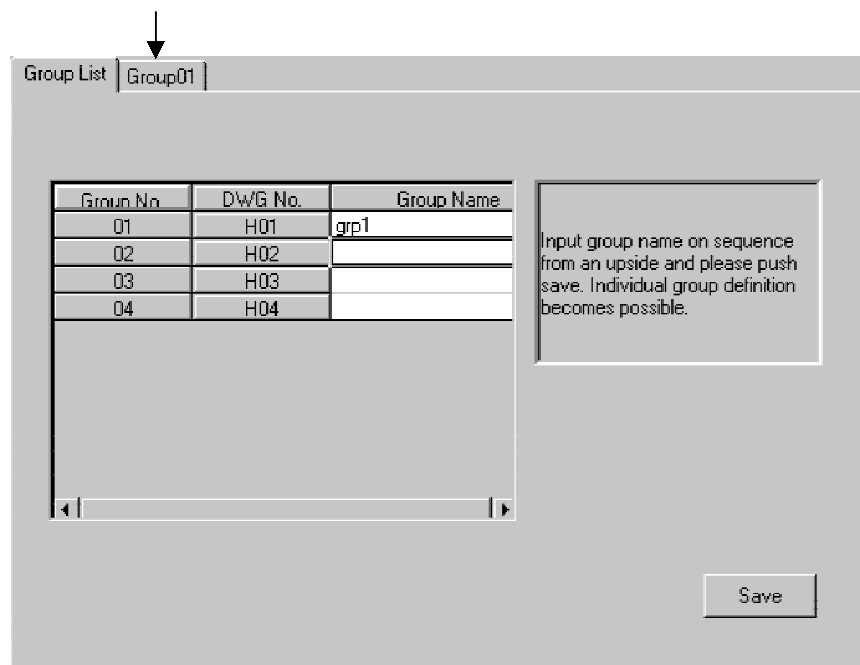 Group List Group01
Group No. DWG No. Group Name
01 H01 grp1
02 H02
03 H03
04 H04
Input group name on sequence
from an upside and please push
save. Individual group definition
becomes possible.
Save